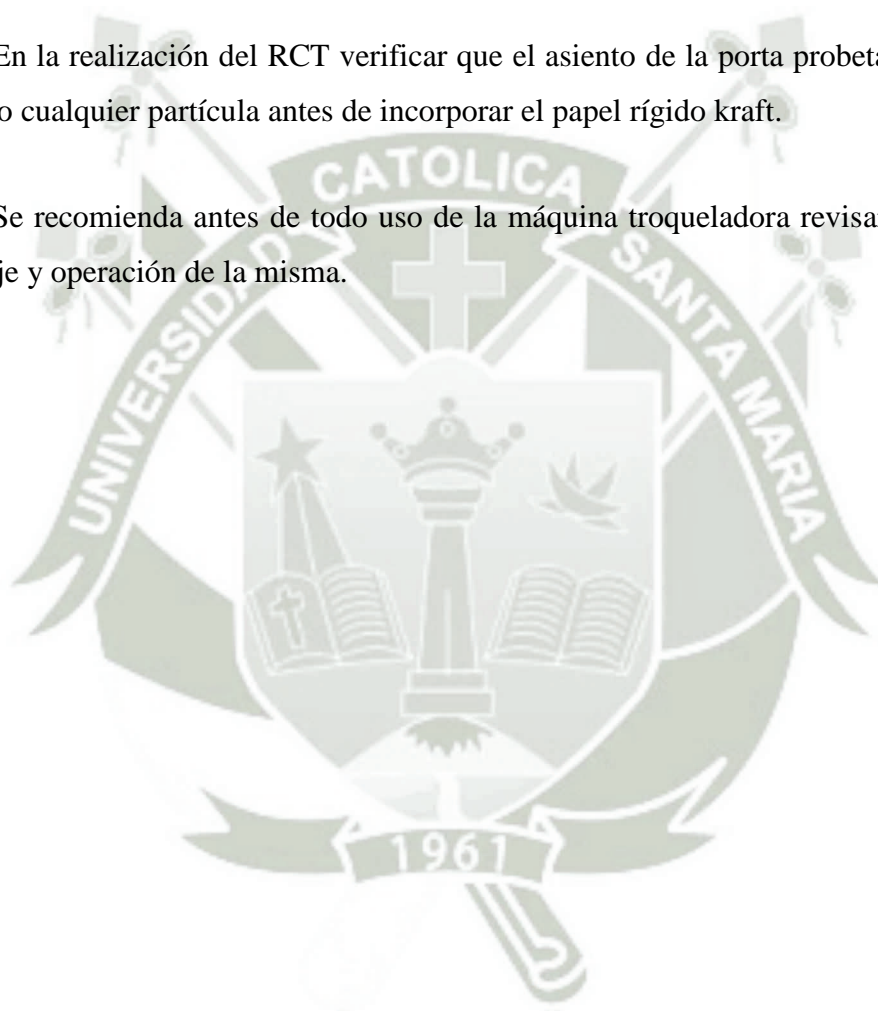 En la realización del RCT verificar que el asiento de la porta probeta
o cualquier partícula antes de incorporar el papel rígido kraft.
Se recomienda antes de todo uso de la máquina troqueladora revisar
je y operación de la misma.
UNIVERSIDAD CATOLICA SANTA MARIA
1961